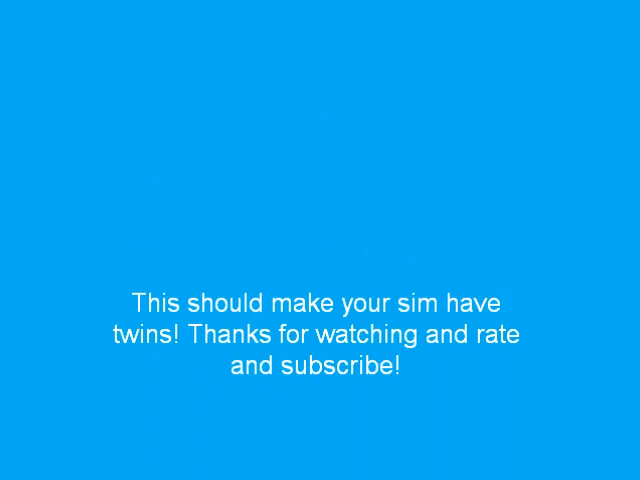 This should make your sim have
twins! Thanks for watching and rate
and subscribe!